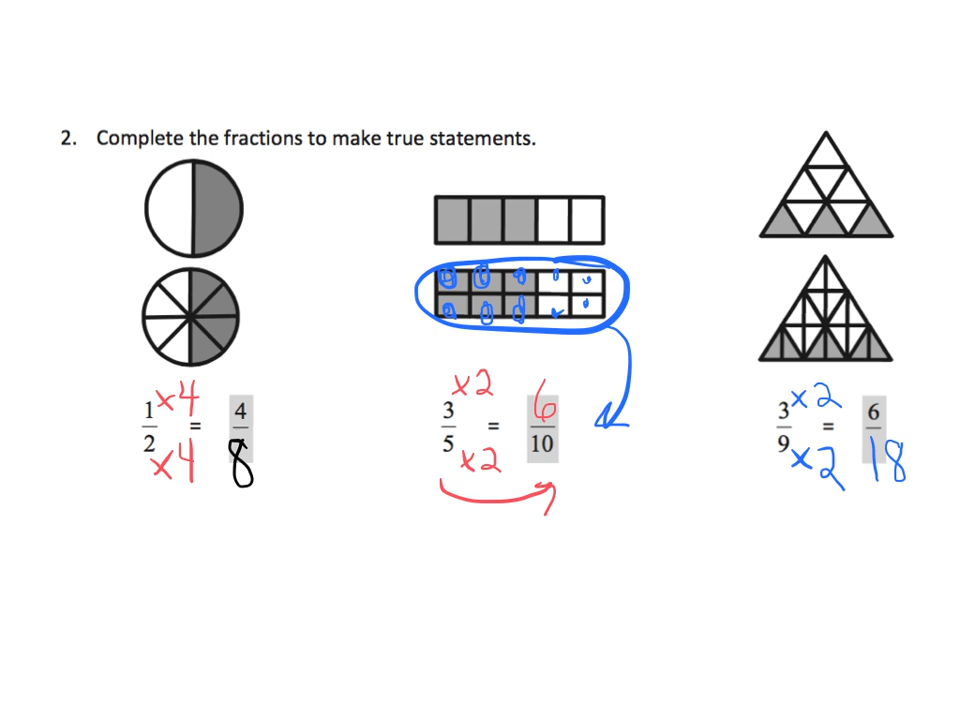 2. Complete the fractions to make true statements.
1/2 ×4 ×4 = 4/8
3/5 ×2 ×2 = 6/10
3/9 ×2 ×2 = 6/18